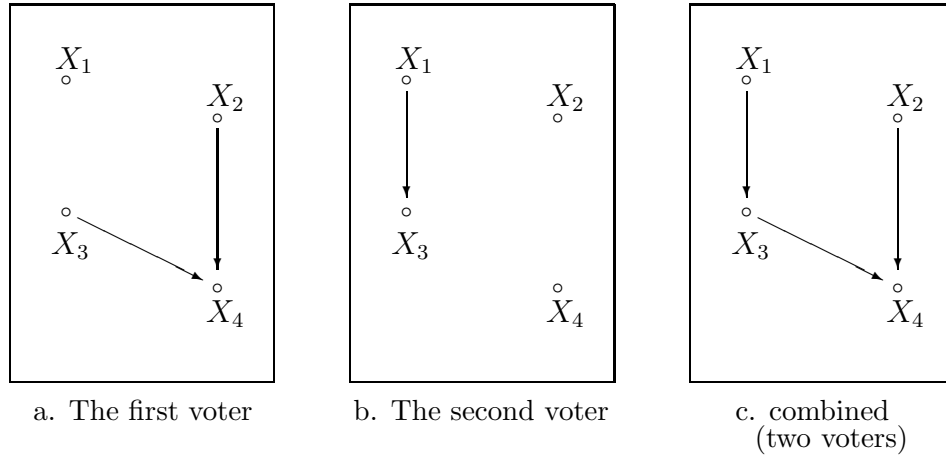 X₁
X₂
X₃
X₄
a. The first voter
X₁
X₂
X₃
X₄
b. The second voter
X₁
X₂
X₃
X₄
c. combined
(two voters)